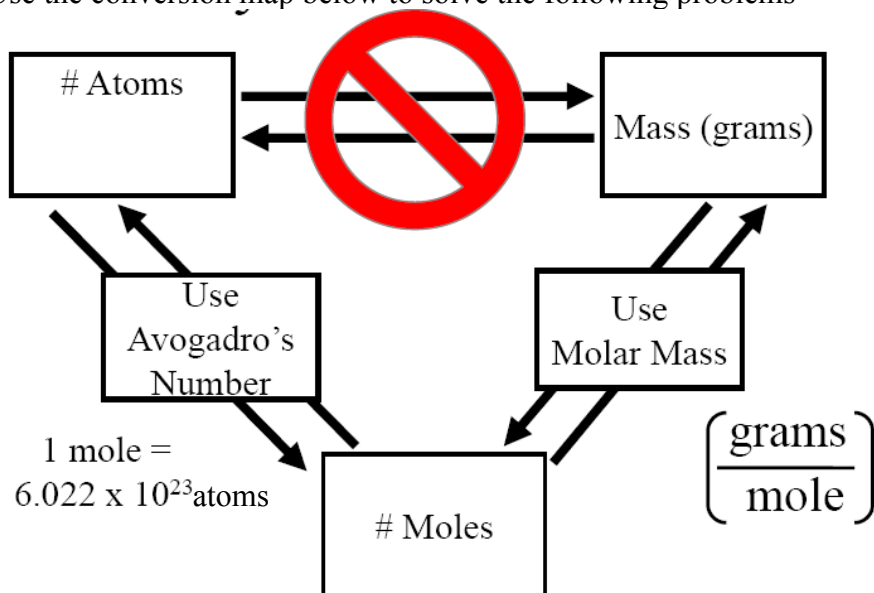 Use the conversion map below to solve the following problems
# Atoms
Mass (grams)
Use
Avogadro's
Number
Use
Molar Mass
1 mole =
6.022 x 10²³atoms
grams
mole
# Moles